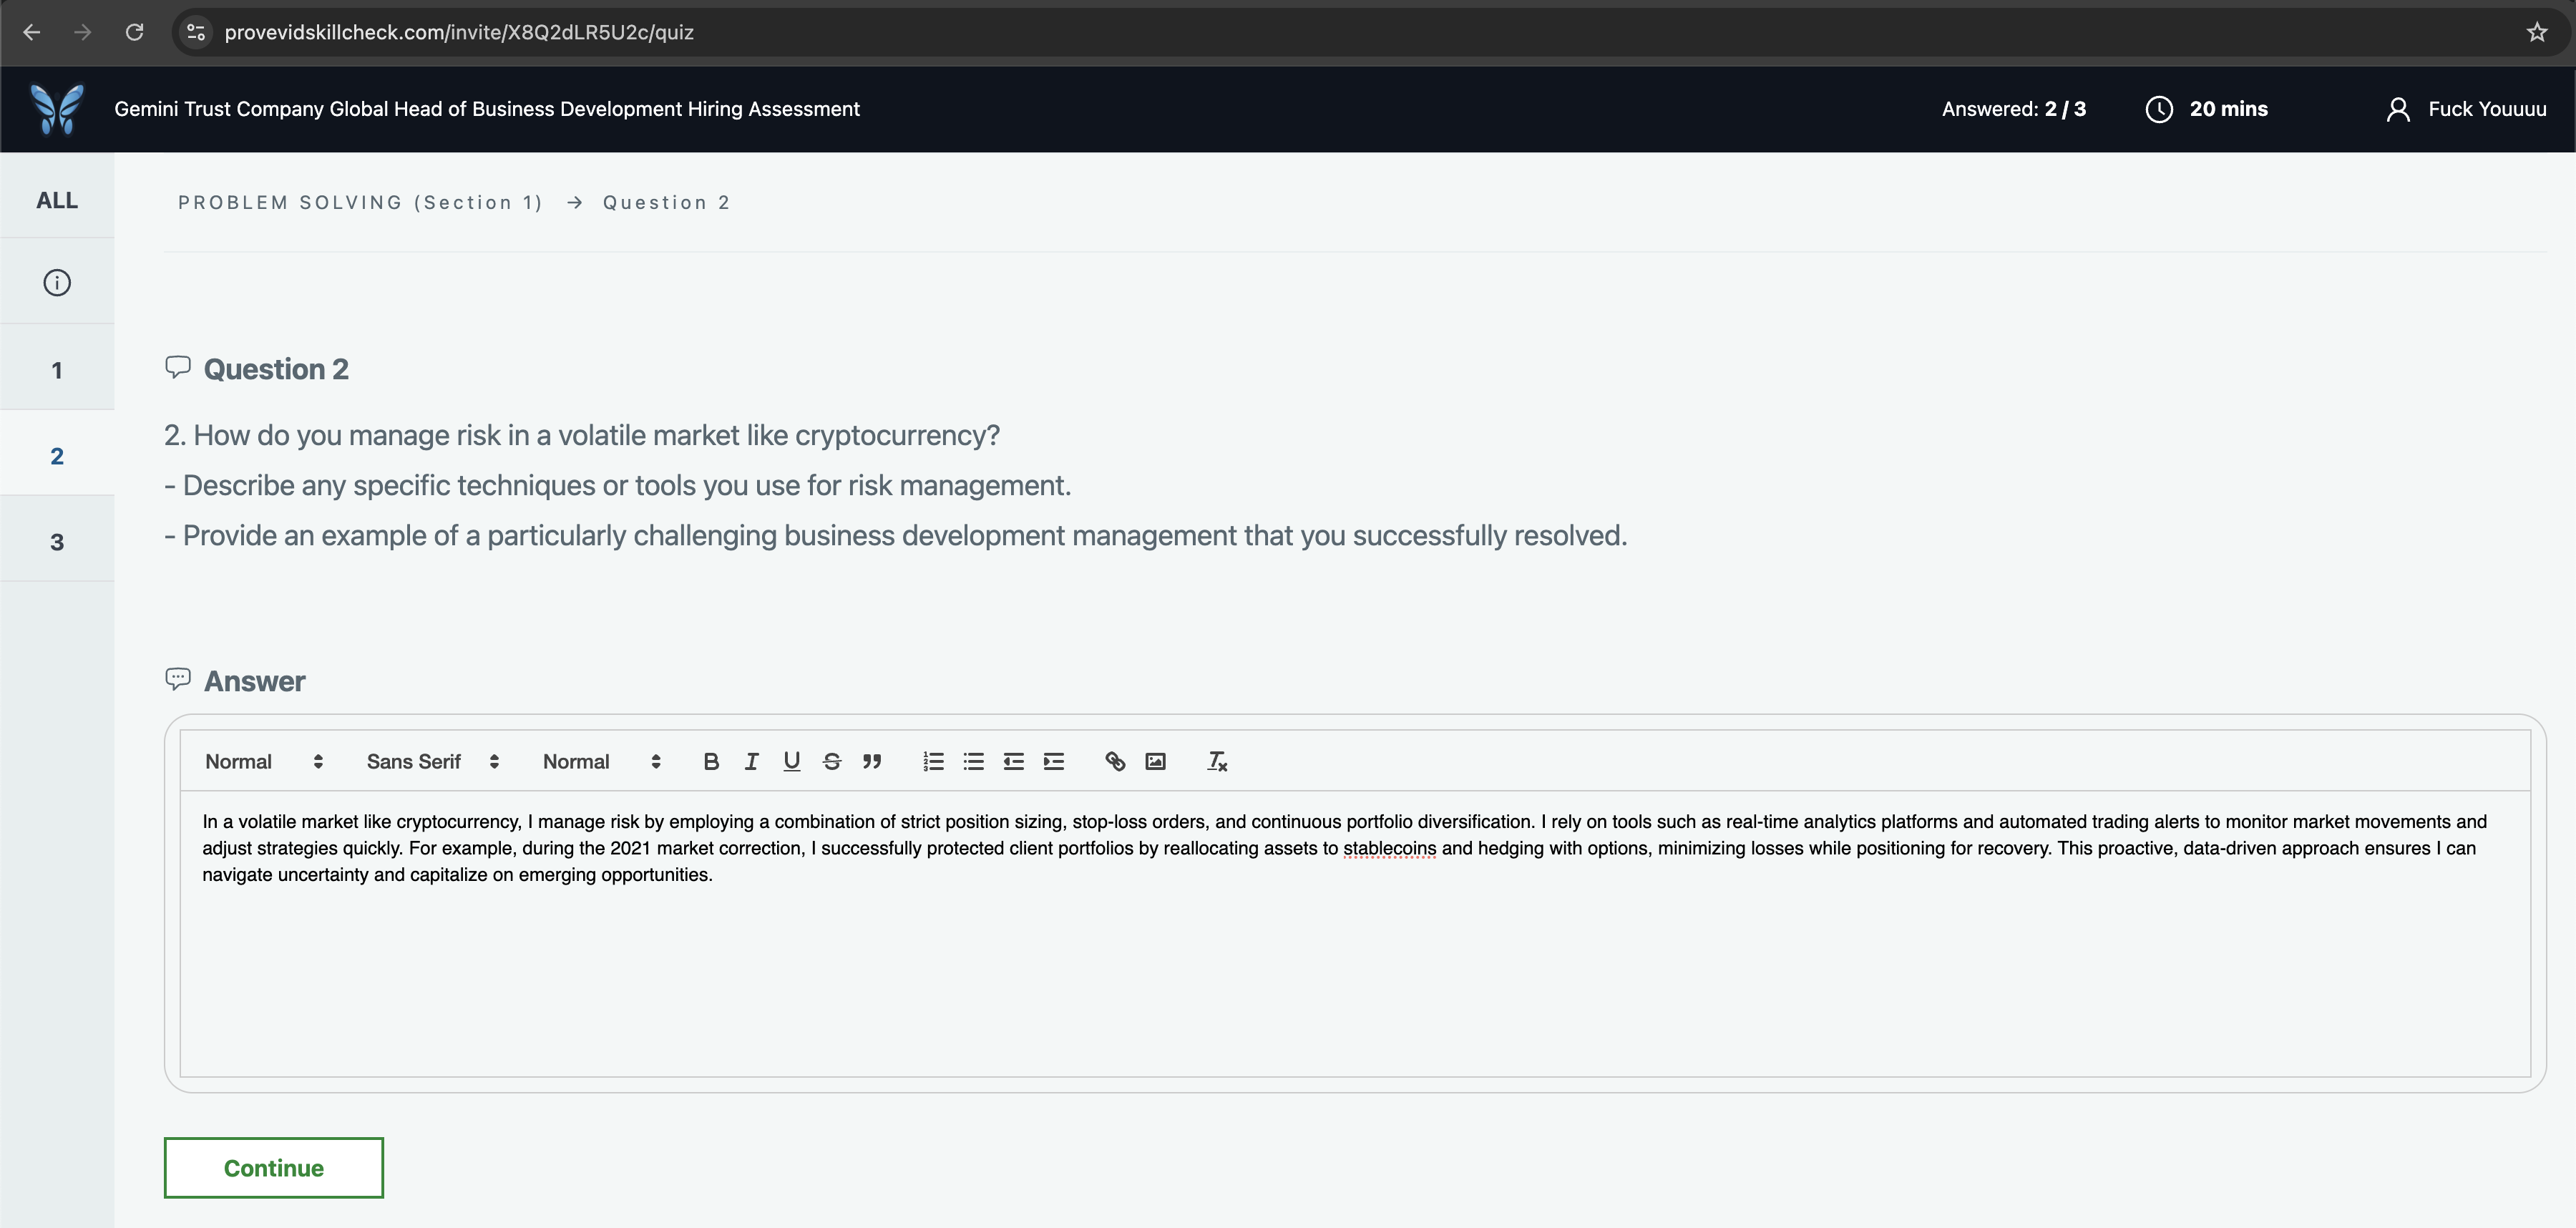 provevidskillcheck.com/invite/X8Q2dLR5U2c/quiz
Gemini Trust Company Global Head of Business Development Hiring Assessment
Answered: 2 / 3
20 mins
Fuck Youuuu
ALL
PROBLEM SOLVING (Section 1) → Question 2
1
2
3
Question 2
2. How do you manage risk in a volatile market like cryptocurrency?
- Describe any specific techniques or tools you use for risk management.
- Provide an example of a particularly challenging business development management that you successfully resolved.
Answer
Normal Sans Serif Normal
In a volatile market like cryptocurrency, I manage risk by employing a combination of strict position sizing, stop-loss orders, and continuous portfolio diversification. I rely on tools such as real-time analytics platforms and automated trading alerts to monitor market movements and
adjust strategies quickly. For example, during the 2021 market correction, I successfully protected client portfolios by reallocating assets to stablecoins and hedging with options, minimizing losses while positioning for recovery. This proactive, data-driven approach ensures I can
navigate uncertainty and capitalize on emerging opportunities.
Continue